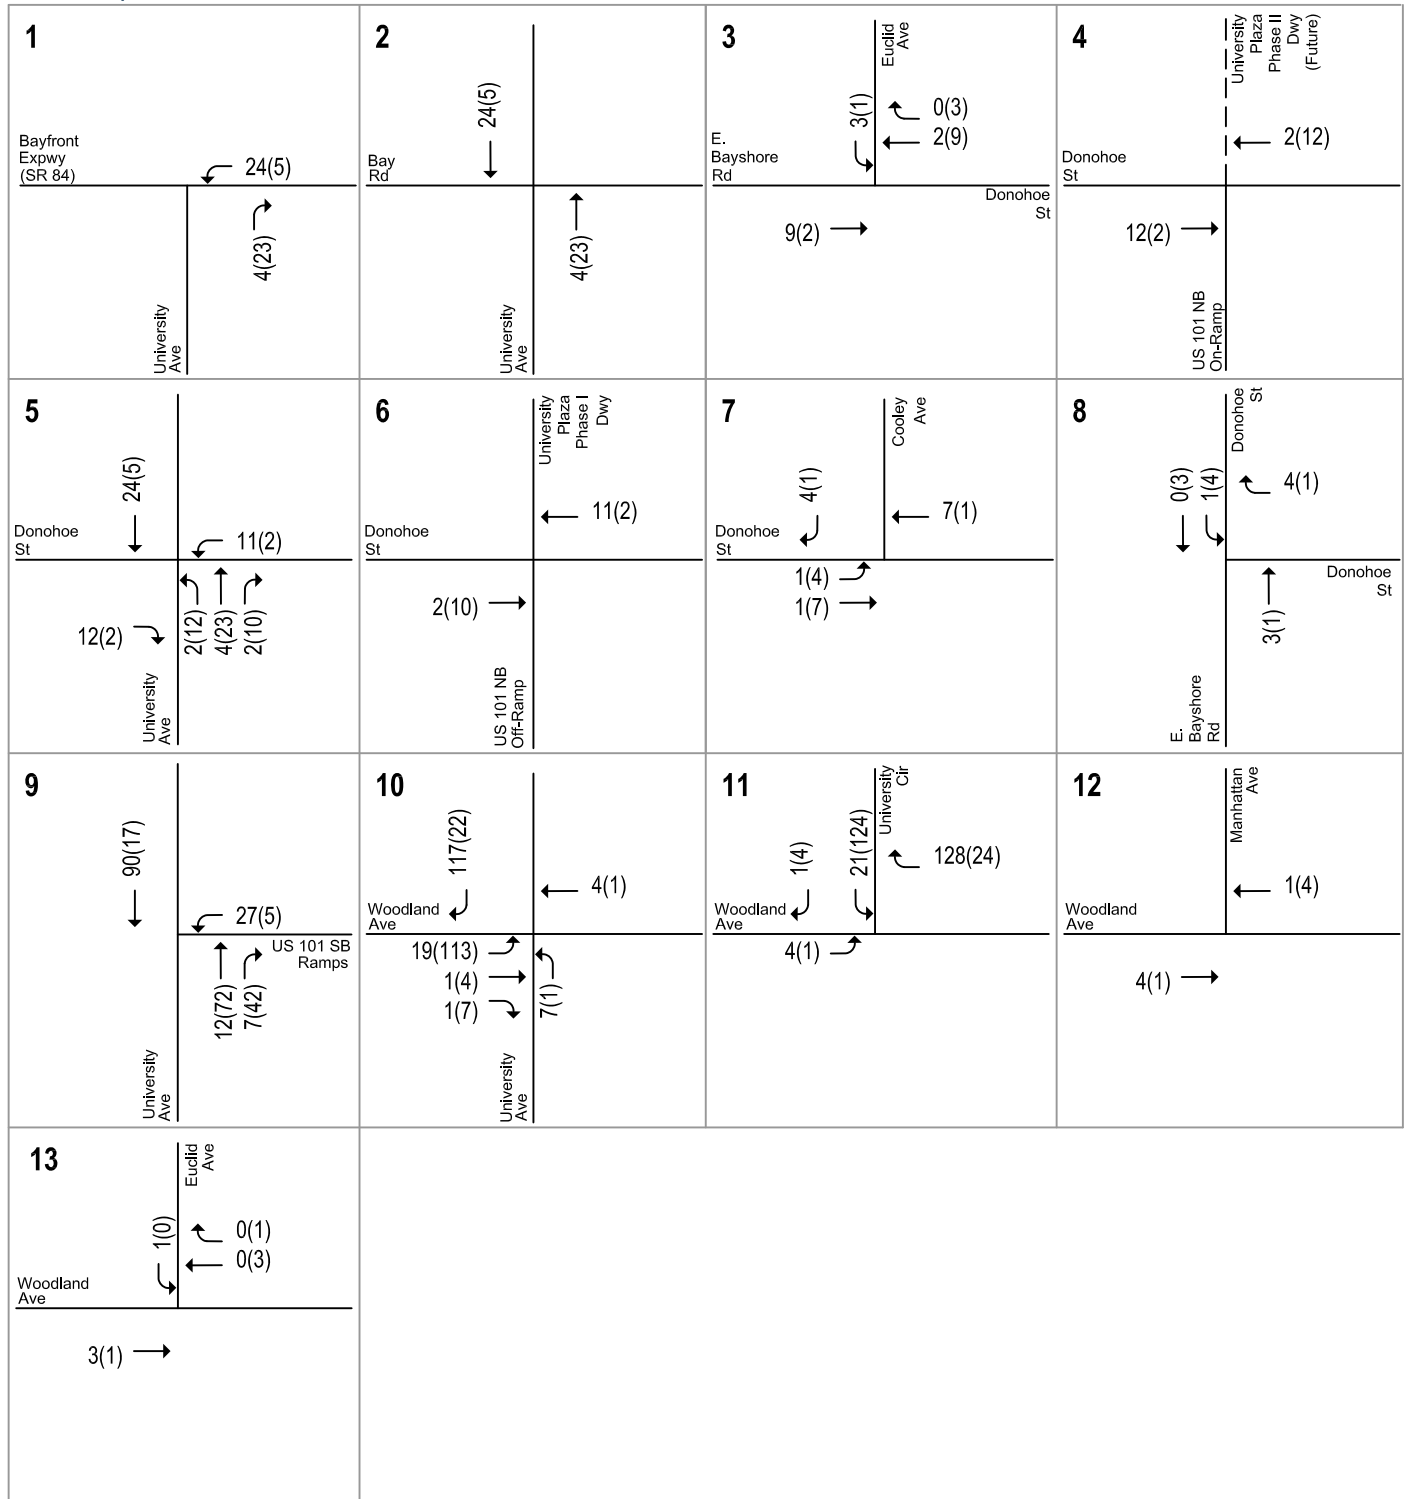 1
Bayfront
Expwy
(SR 84)
24(5)
4(23)
University
Ave
2
24(5)
Bay
Rd
4(23)
University
Ave
3
Euclid
Ave
3(1)
0(3)
2(9)
E.
Bayshore
Rd
Donohoe
St
9(2)
4
University
Plaza
Phase II
Dwy
(Future)
2(12)
Donohoe
St
12(2)
US 101 NB
On-Ramp
5
24(5)
Donohoe
St
11(2)
12(2)
2(12)
4(23)
2(10)
University
Ave
6
University
Plaza
Phase I
Dwy
11(2)
Donohoe
St
2(10)
US 101 NB
Off-Ramp
7
Cooley
Ave
4(1)
7(1)
Donohoe
St
1(4)
1(7)
8
Donohoe
St
0(3)
1(4)
4(1)
Donohoe
St
3(1)
E.
Bayshore
Rd
9
90(17)
27(5)
US 101 SB
Ramps
12(72)
7(42)
University
Ave
10
117(22)
4(1)
Woodland
Ave
19(113)
1(4)
1(7)
7(1)
University
Ave
11
University
Cir
1(4)
21(124)
128(24)
Woodland
Ave
4(1)
12
Manhattan
Ave
1(4)
Woodland
Ave
4(1)
13
Euclid
Ave
1(0)
0(1)
0(3)
Woodland
Ave
3(1)